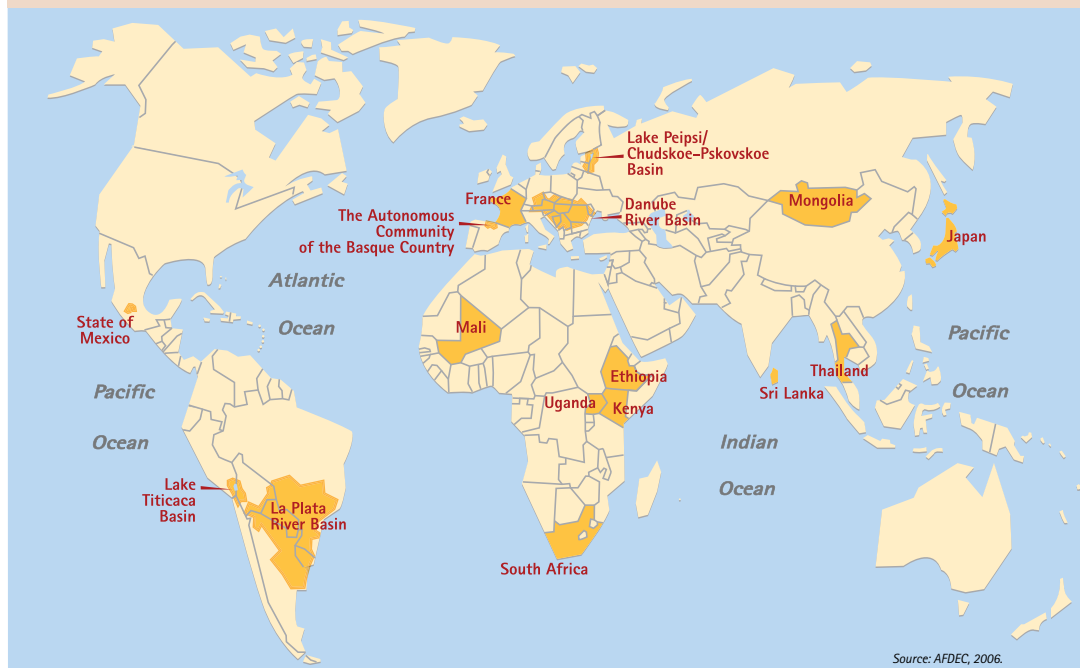 Lake Peipsi/
Chudskoe–Pskovskoe
Basin
France
Danube
River Basin
Mongolia
The Autonomous
Community
of the Basque Country
Japan
Atlantic
Ocean
State of
Mexico
Mali
Pacific
Thailand
Ethiopia
Sri Lanka
Pacific
Ocean
Uganda
Kenya
Ocean
Indian
Ocean
Lake
Titicaca
Basin
La Plata
River Basin
South Africa
Source: AFDEC, 2006.